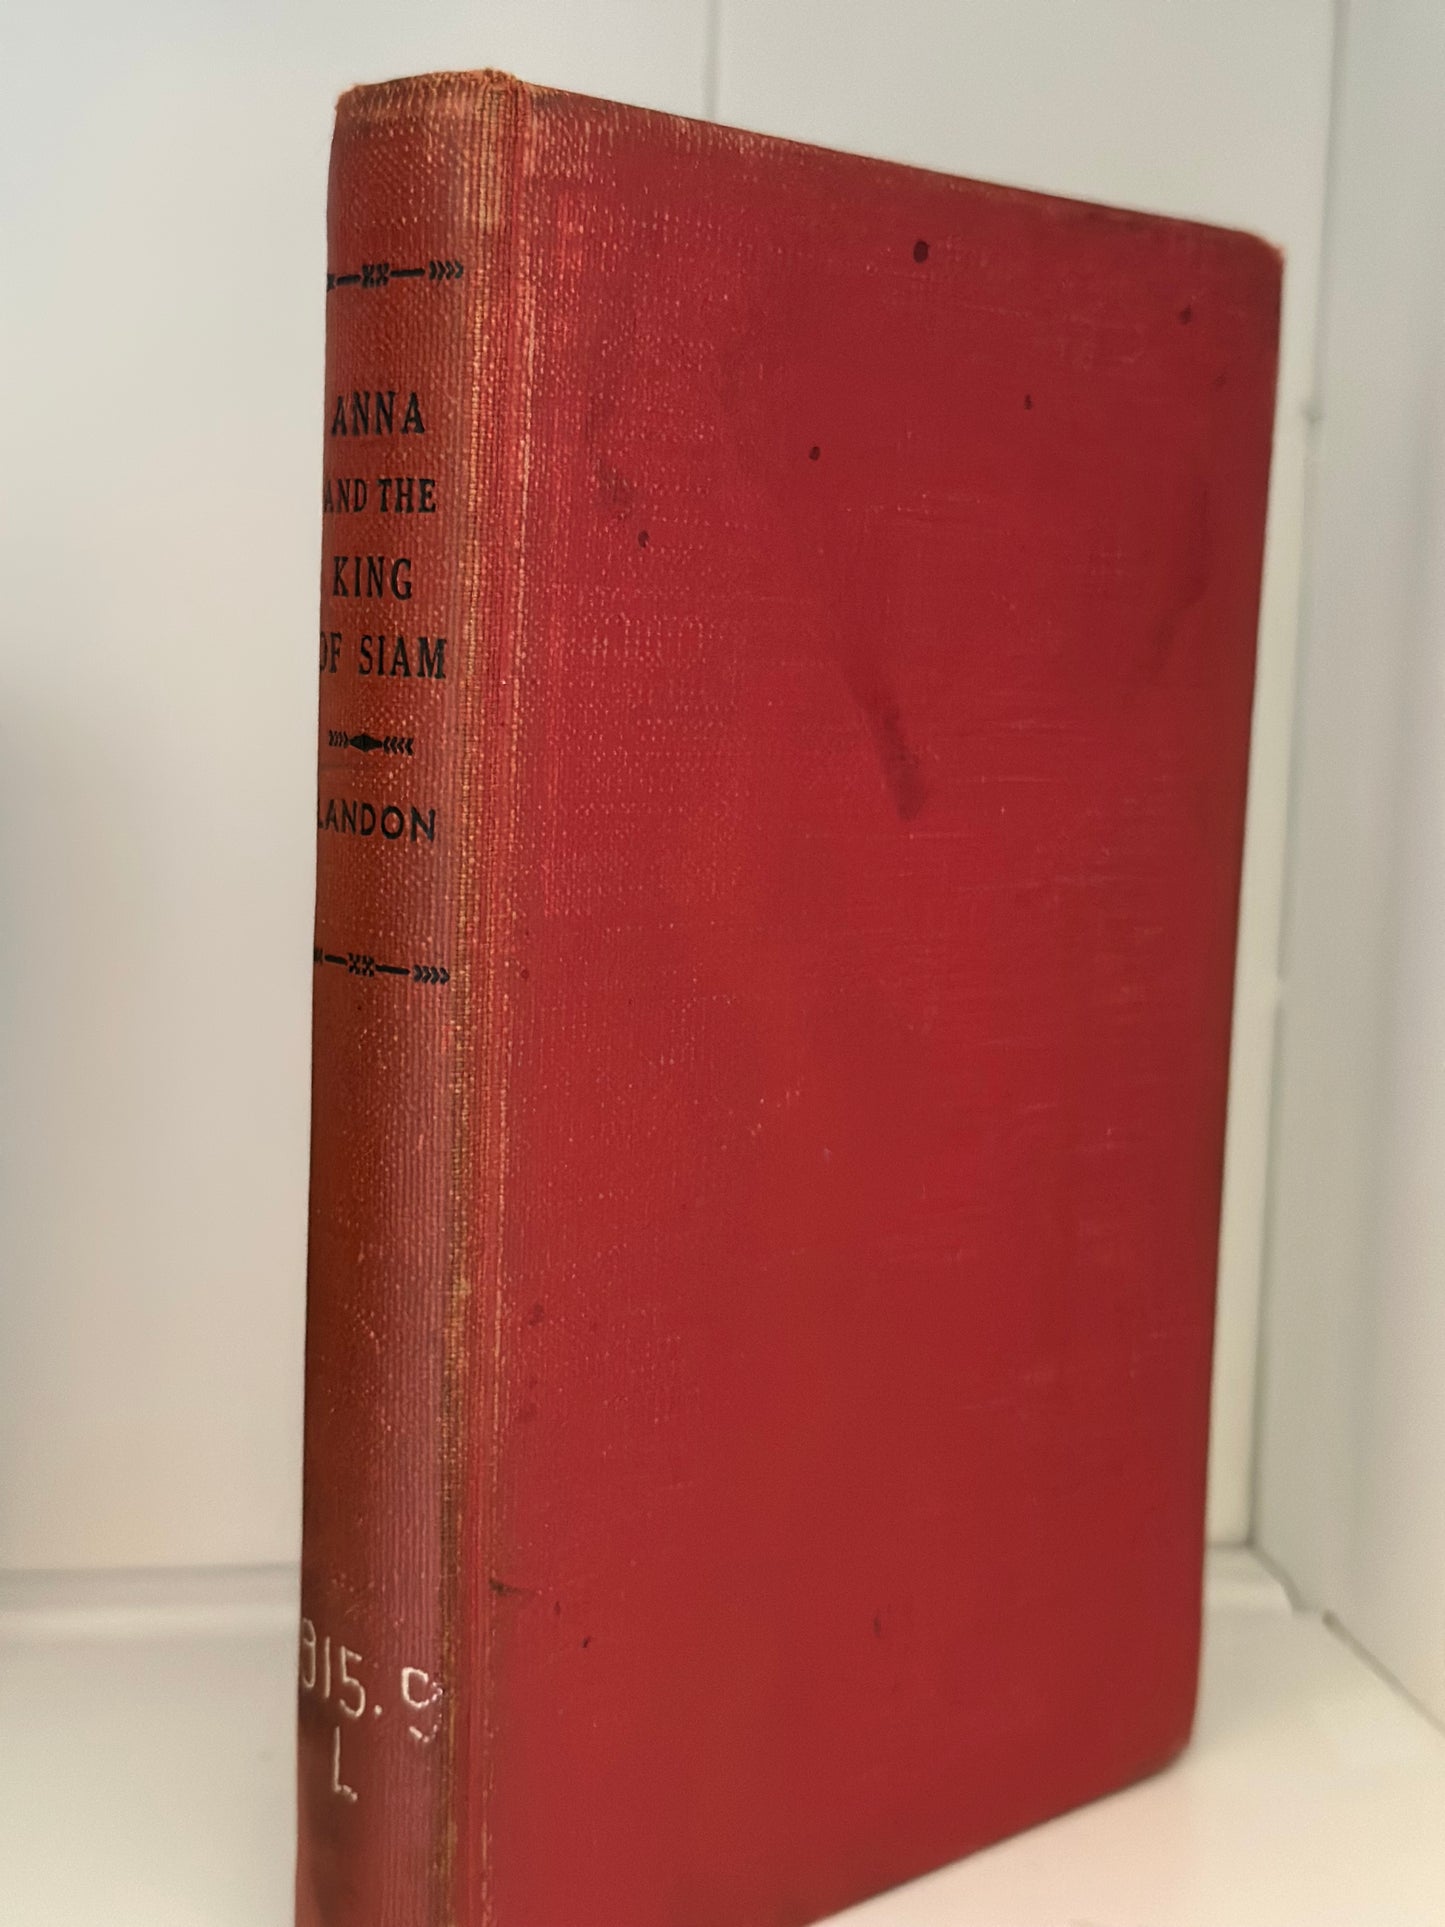 ANNA
AND THE
KING
OF SIAM
LANDON
915.9
L